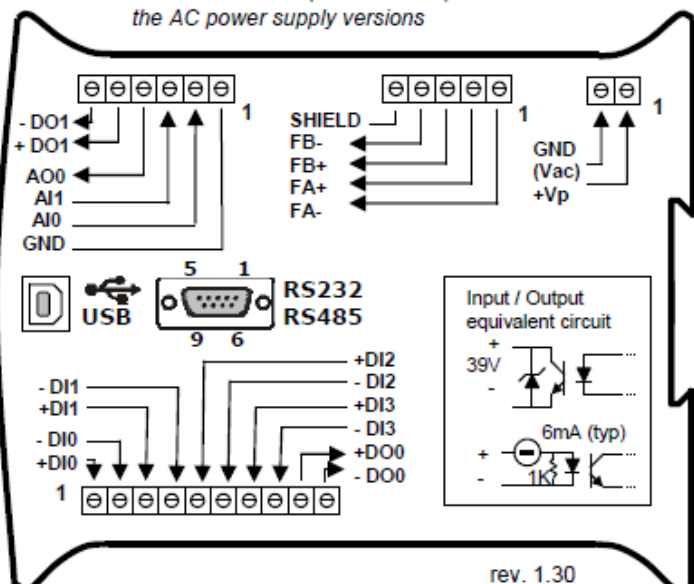 the AC power supply versions
1
- DO1
+ DO1
AO0
AI1
AI0
GND
1
SHIELD
FB-
FB+
FA+
FA-
1
GND
(Vac)
+Vp
USB
5 1
9 6
RS232
RS485
Input / Output
equivalent circuit
+
39V
-
6mA (typ)
+
-
1K
- DI1
+DI1
- DI0
+DI0
1
+DI2
- DI2
+DI3
- DI3
+DO0
- DO0
rev. 1.30